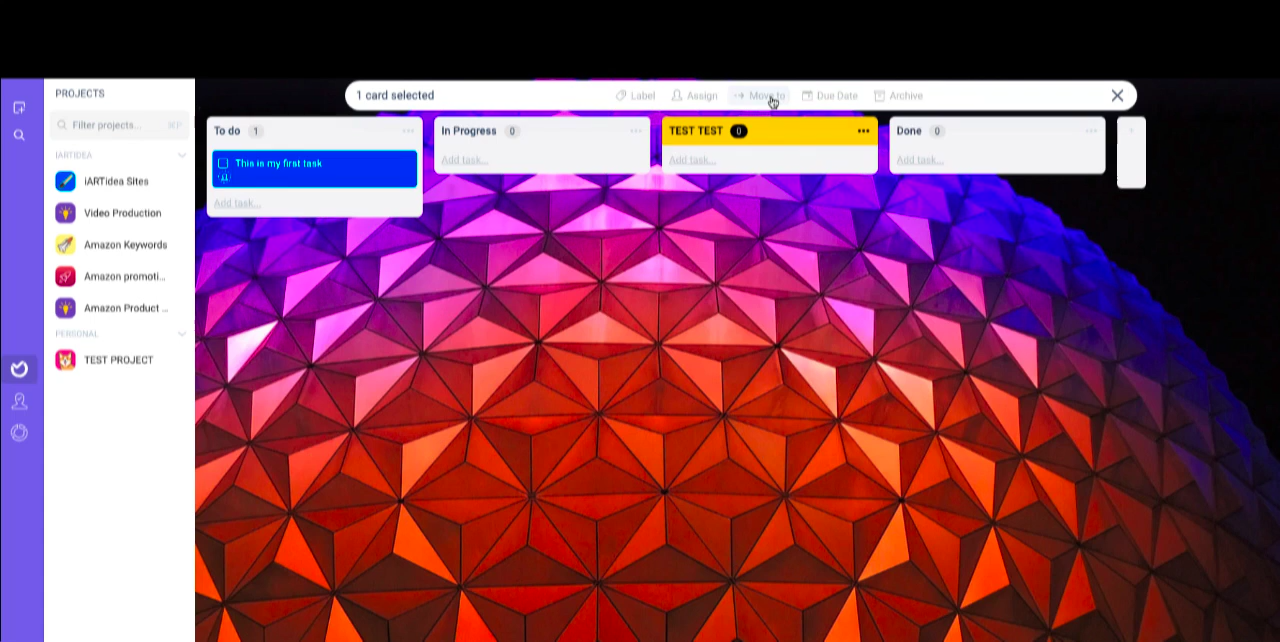 PROJECTS
Filter projects...
IARTIDEA
iARTidea Sites
Video Production
Amazon Keywords
Amazon promoti...
Amazon Product ...
PERSONAL
TEST PROJECT
1 card selected
Label
Assign
Move to
Due Date
Archive
To do 1
This is my first task
Add task...
In Progress 0
Add task...
TEST TEST 0
Add task...
Done 0
Add task...